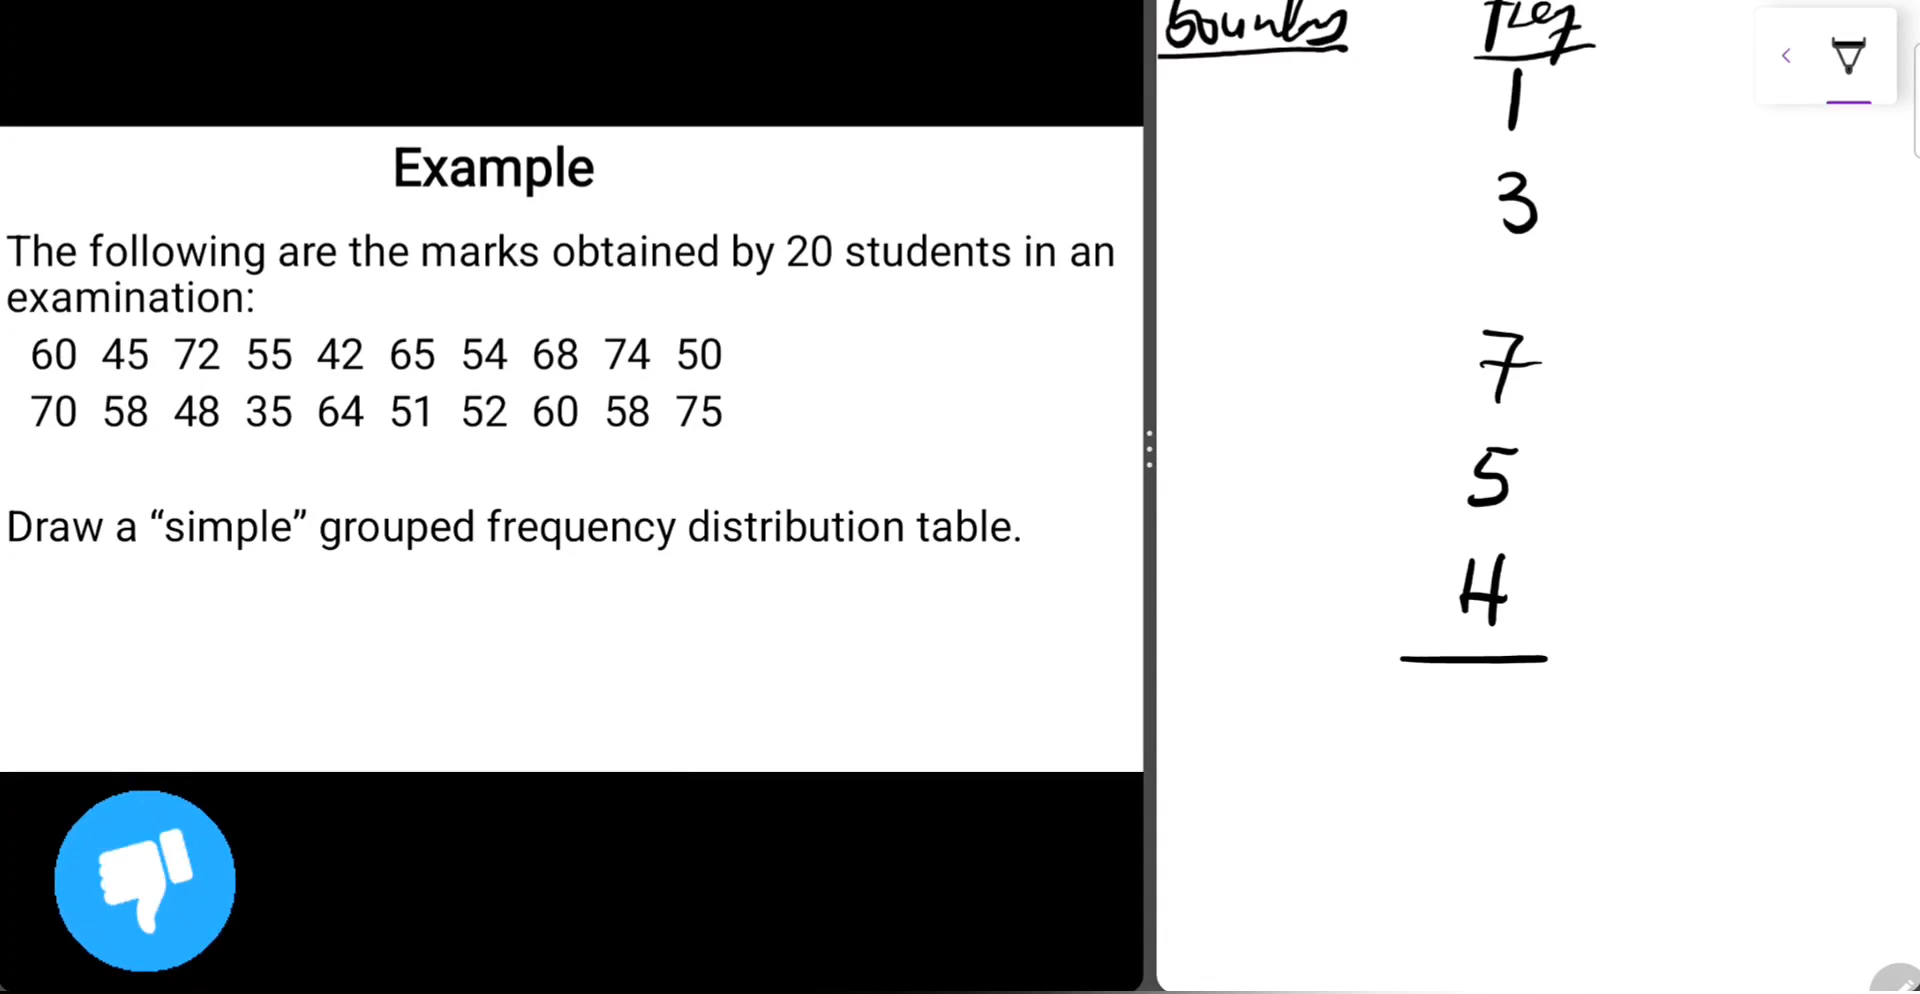 Example
The following are the marks obtained by 20 students in an
examination:
60 45 72 55 42 65 54 68 74 50
70 58 48 35 64 51 52 60 58 75
Draw a “simple” grouped frequency distribution table.
1
3
7
5
4